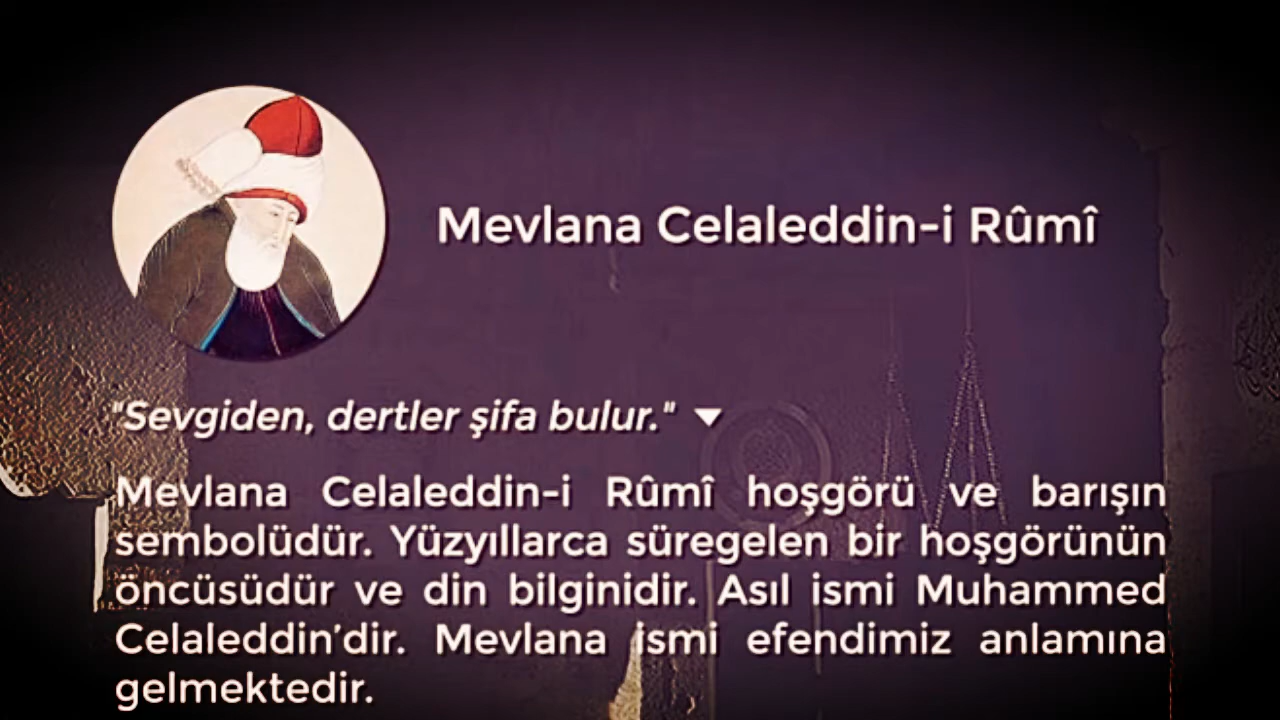 Mevlana Celaleddin-i Rûmî
"Sevgiden, dertler şifa bulur."
Mevlana Celaleddin-i Rûmî hoşgörü ve barışın
sembolüdür. Yüzyıllarca süregelen bir hoşgörünün
öncüsüdür ve din bilginidir. Asıl ismi Muhammed
Celaleddin’dir. Mevlana ismi efendimiz anlamına
gelmektedir.